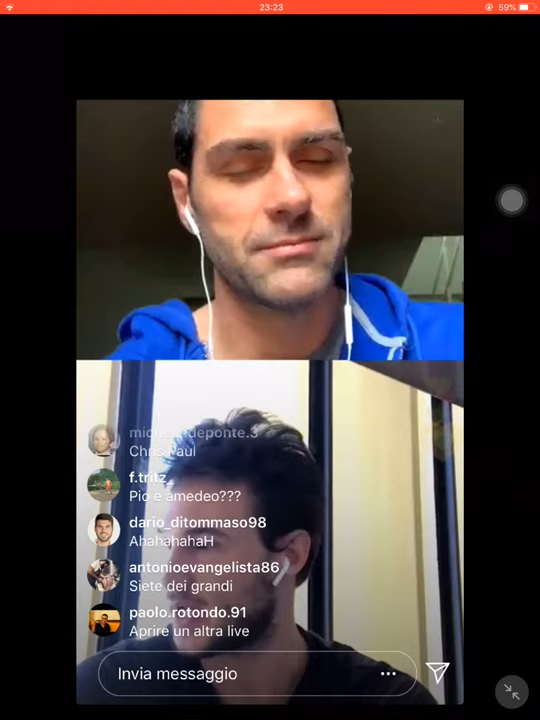 23:23
59%
Chris Paul
f.tritz_
Pio e amedeo???
dario_ditommaso98
AhahahahaH
antonioevangelista86
Siete dei grandi
paolo.rotondo.91
Aprire un altra live
Invia messaggio